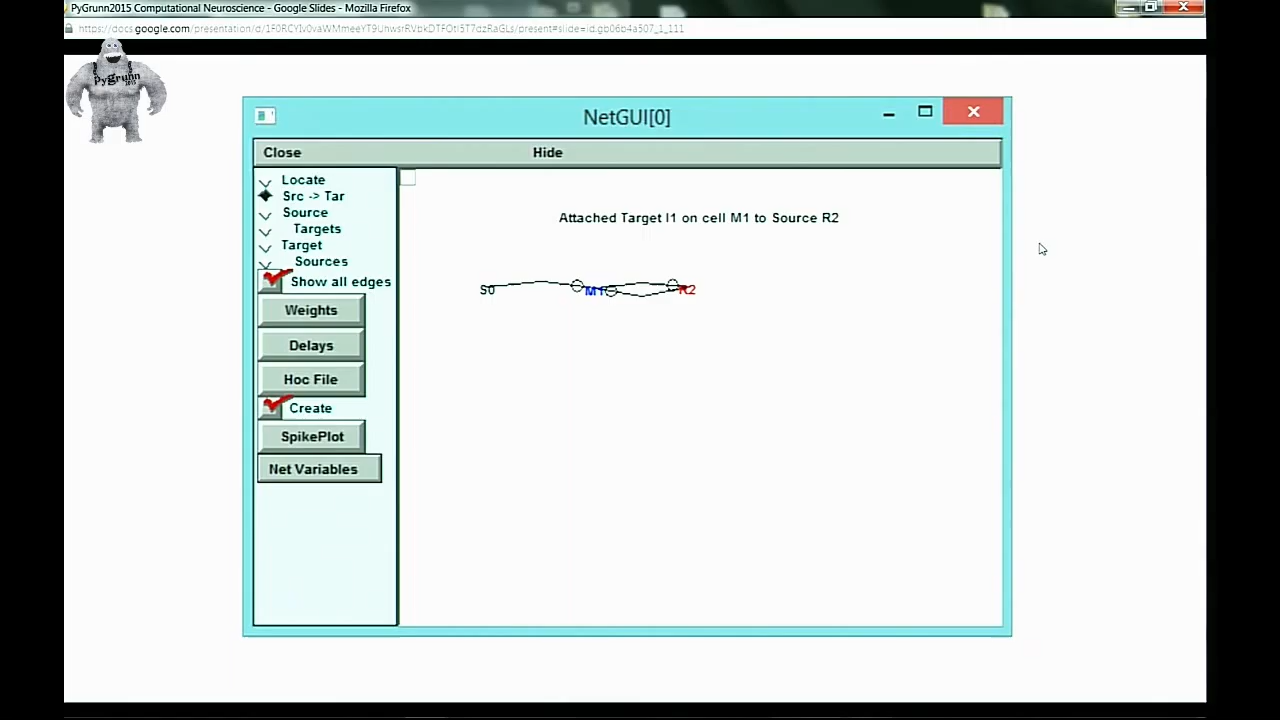 PyGrunn2015 Computational Neuroscience - Google Slides - Mozilla Firefox
PyGrunn
2015
NetGUI[0]
Close Hide
Locate
Src -> Tar
Source
Targets
Target
Sources
Show all edges
Weights
Delays
Hoc File
Create
SpikePlot
Net Variables
Attached Target I1 on cell M1 to Source R2
S0 M1 R2